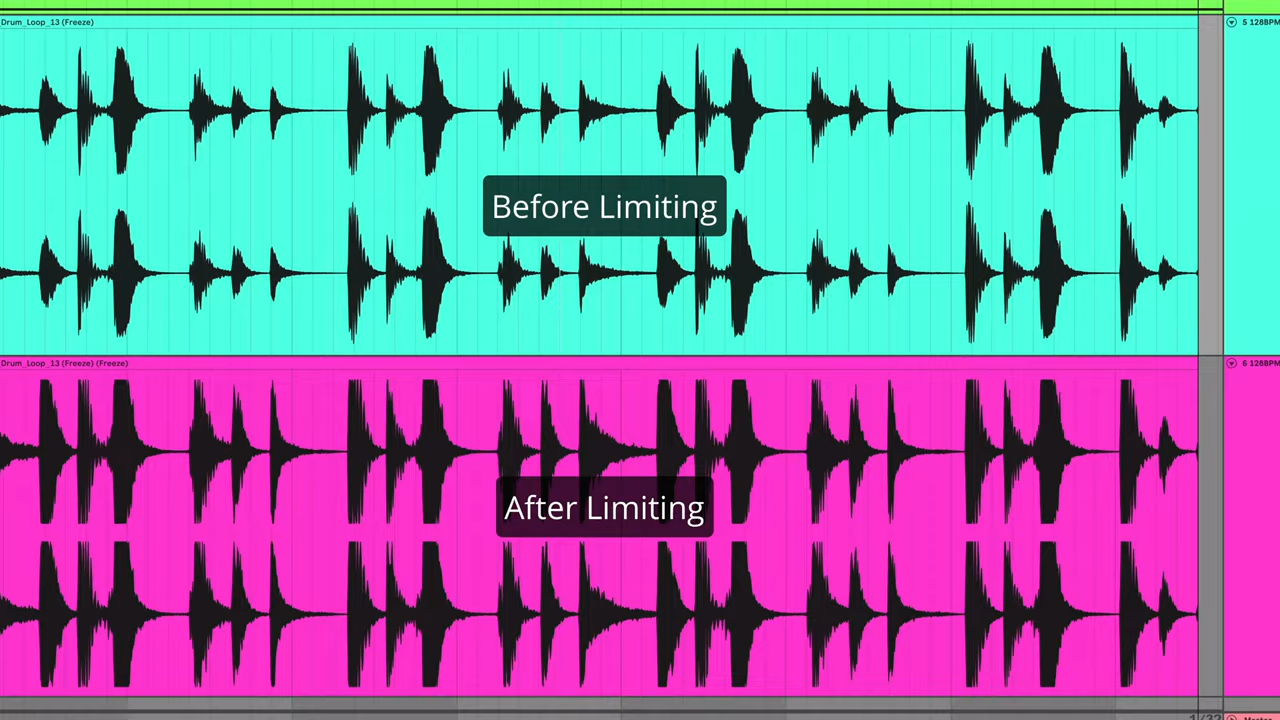 Drum_Loop_13 (Freeze)
5 128BPM
Before Limiting
Drum_Loop_13 (Freeze) (Freeze)
6 128BPM
After Limiting